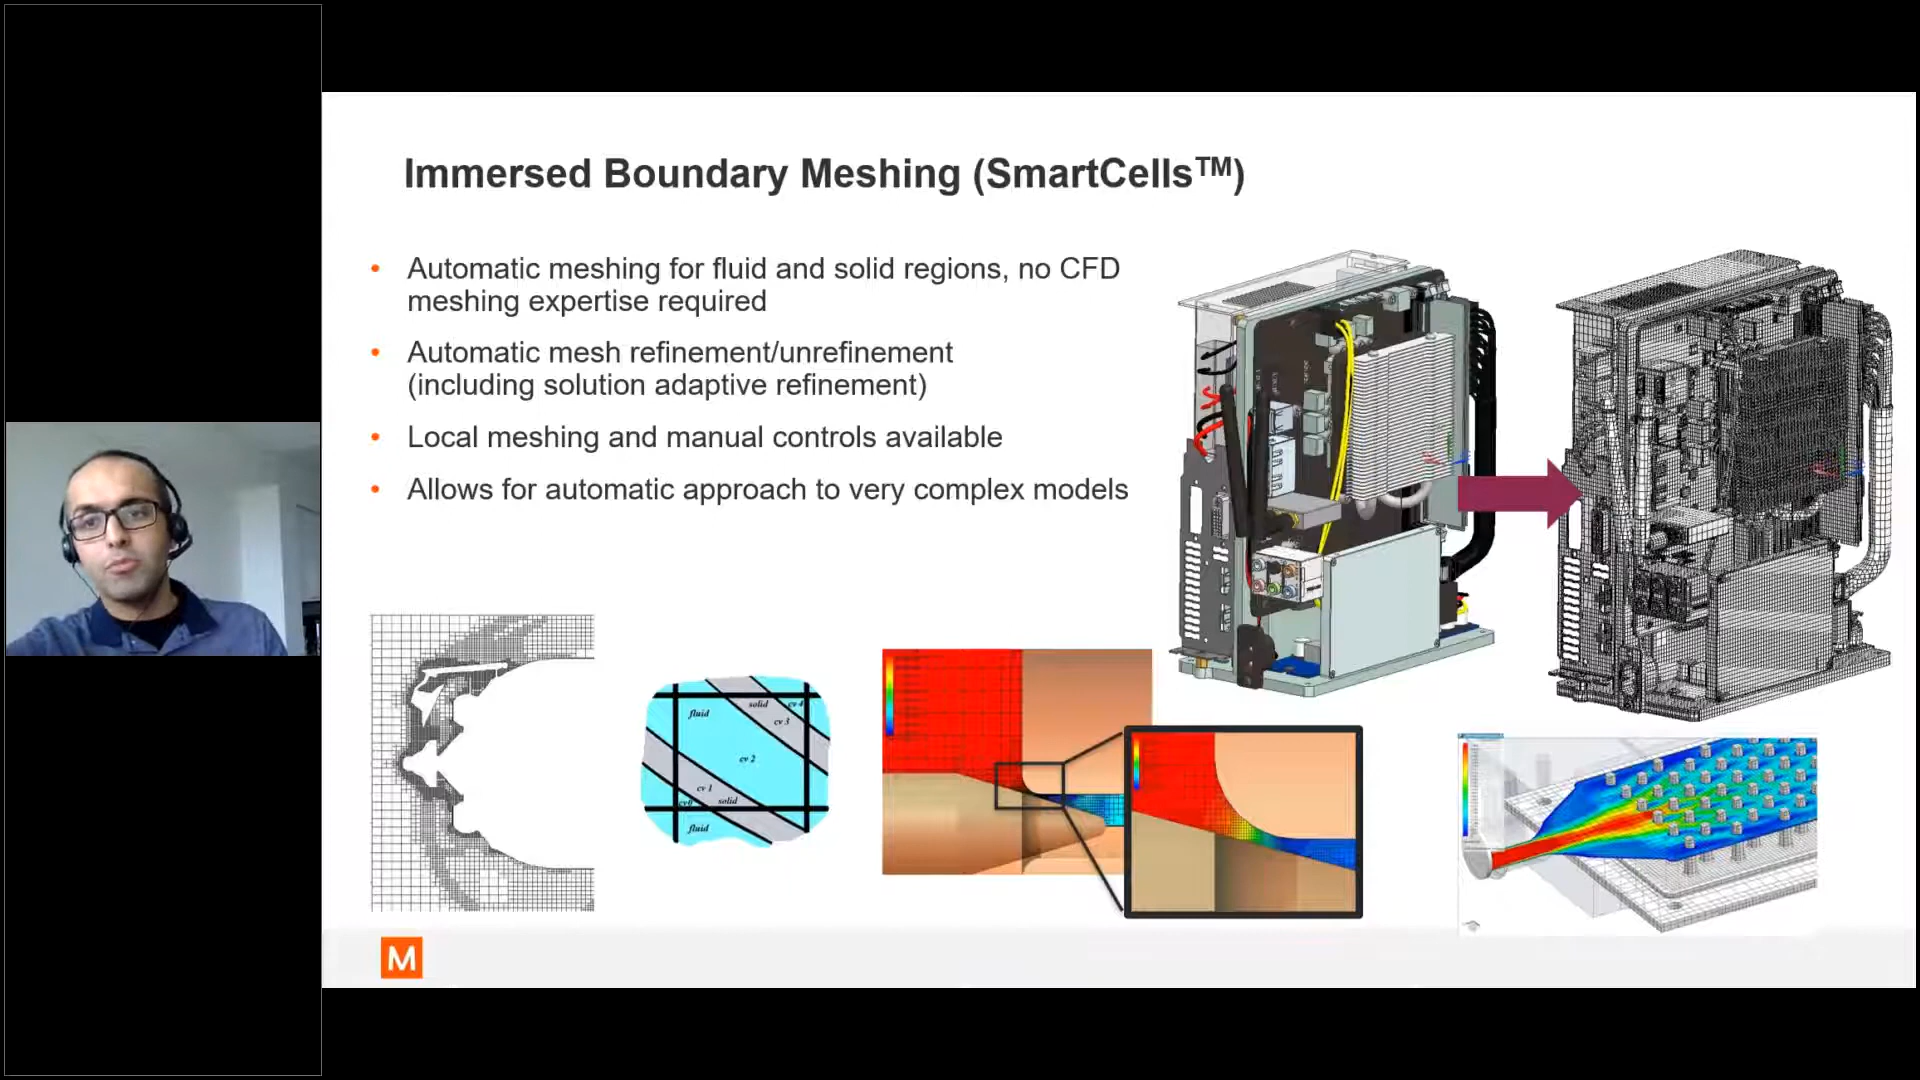 Immersed Boundary Meshing (SmartCells™)
• Automatic meshing for fluid and solid regions, no CFD
meshing expertise required
• Automatic mesh refinement/unrefinement
(including solution adaptive refinement)
• Local meshing and manual controls available
• Allows for automatic approach to very complex models
fluid
solid
cv 4
cv 3
cv 2
cv 1
solid
fluid
M